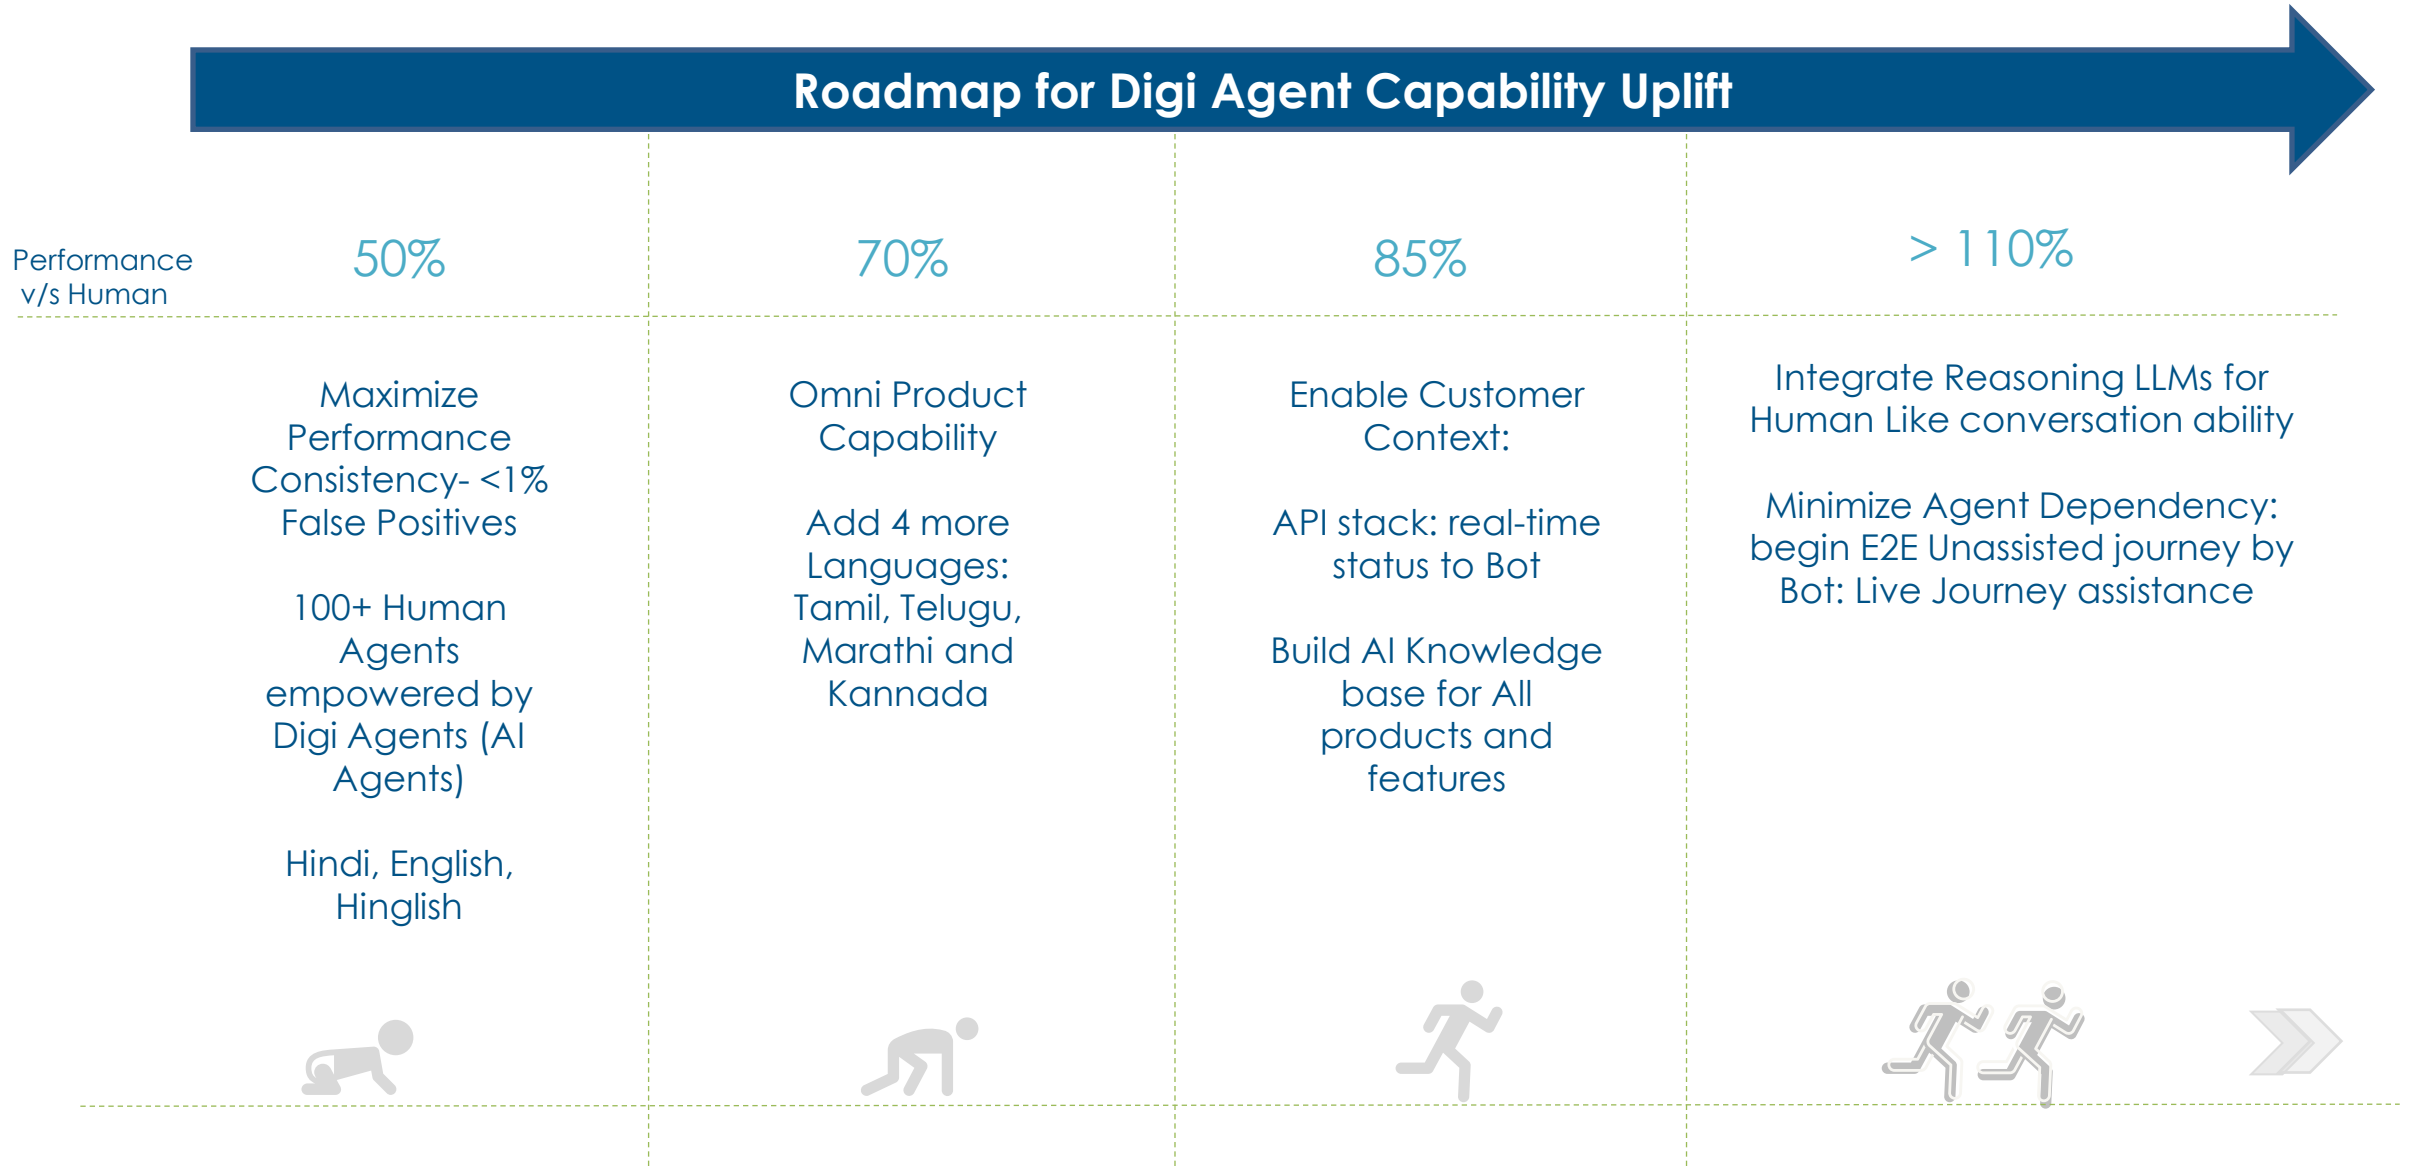 Roadmap for Digi Agent Capability Uplift
Performance
v/s Human
50%
70%
85%
> 110%
Maximize
Performance
Consistency- <1%
False Positives
100+ Human
Agents
empowered by
Digi Agents (AI
Agents)
Hindi, English,
Hinglish
Omni Product
Capability
Add 4 more
Languages:
Tamil, Telugu,
Marathi and
Kannada
Enable Customer
Context:
API stack: real-time
status to Bot
Build AI Knowledge
base for All
products and
features
Integrate Reasoning LLMs for
Human Like conversation ability
Minimize Agent Dependency:
begin E2E Unassisted journey by
Bot: Live Journey assistance